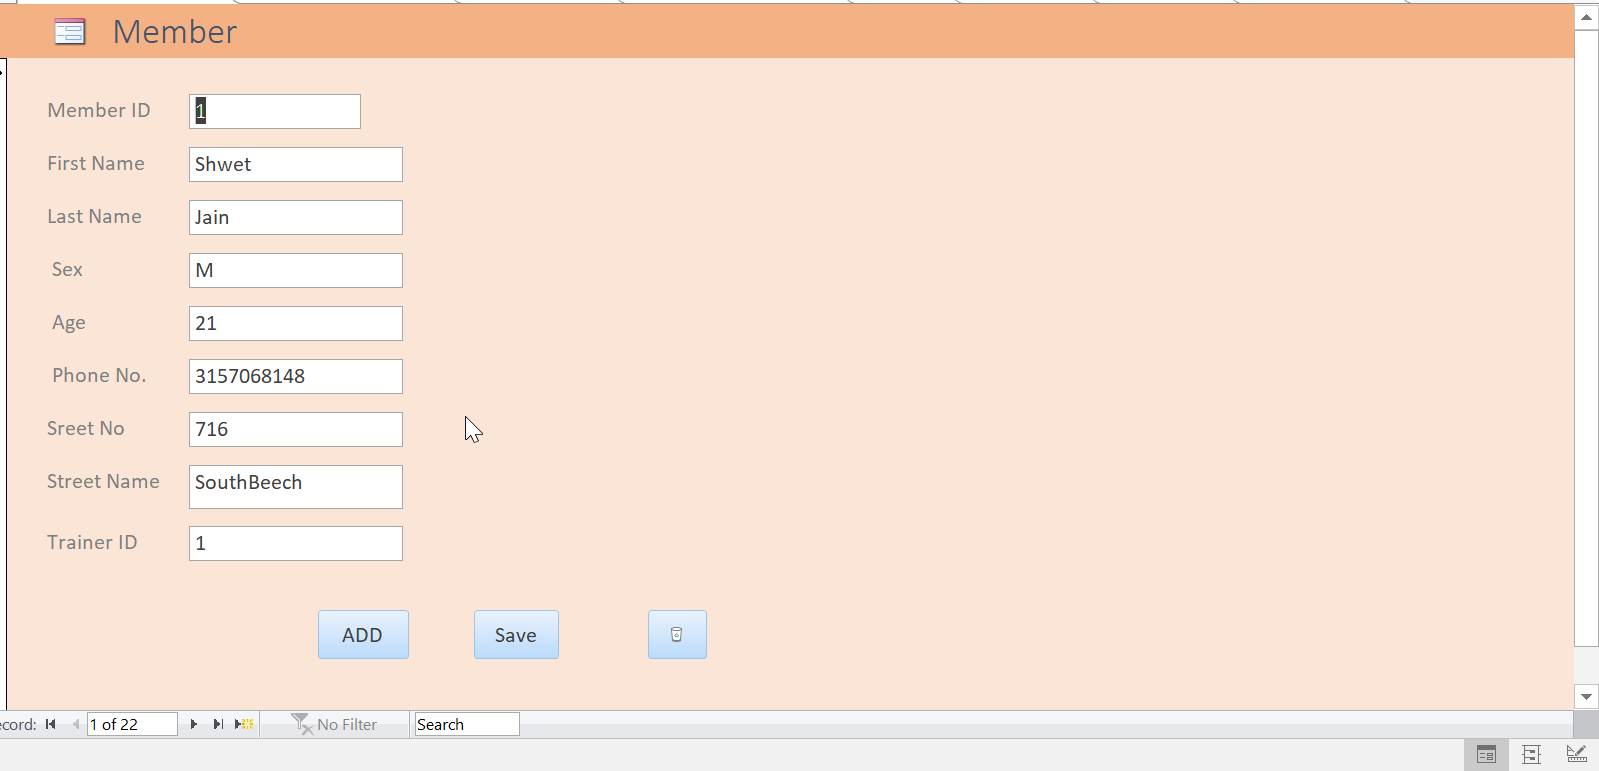 Member
Member ID 1
First Name Shwet
Last Name Jain
Sex M
Age 21
Phone No. 3157068148
Sreet No 716
Street Name SouthBeech
Trainer ID 1
ADD Save
ecord: 1 of 22 No Filter Search